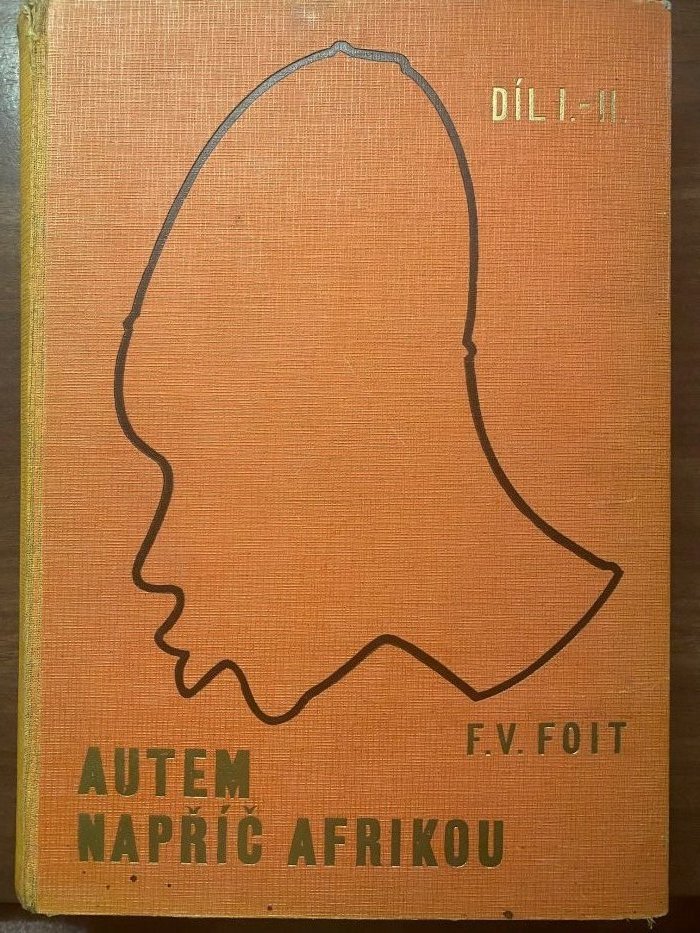 DÍL I.-II.
F.V. FOIT
AUTEM
NAPŘÍČ AFRIKOU